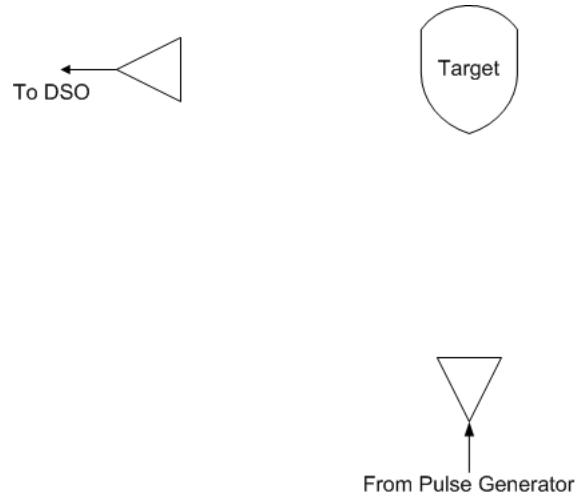 Target
To DSO
From Pulse Generator